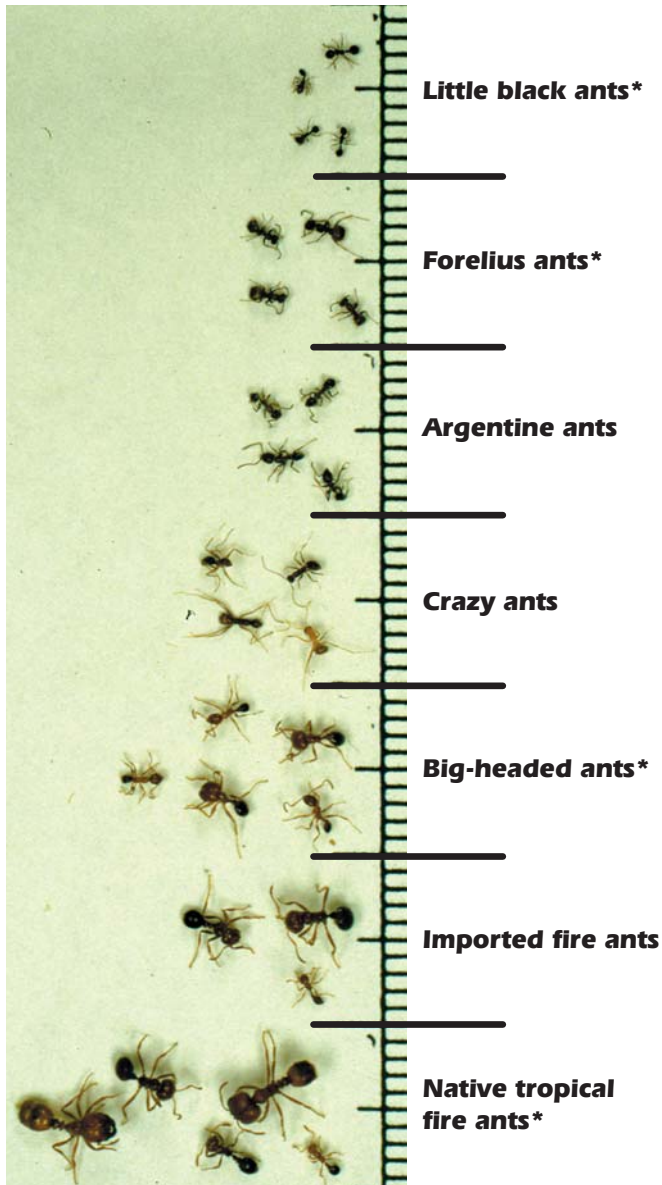 Little black ants*
Forelius ants*
Argentine ants
Crazy ants
Big-headed ants*
Imported fire ants
Native tropical
fire ants*